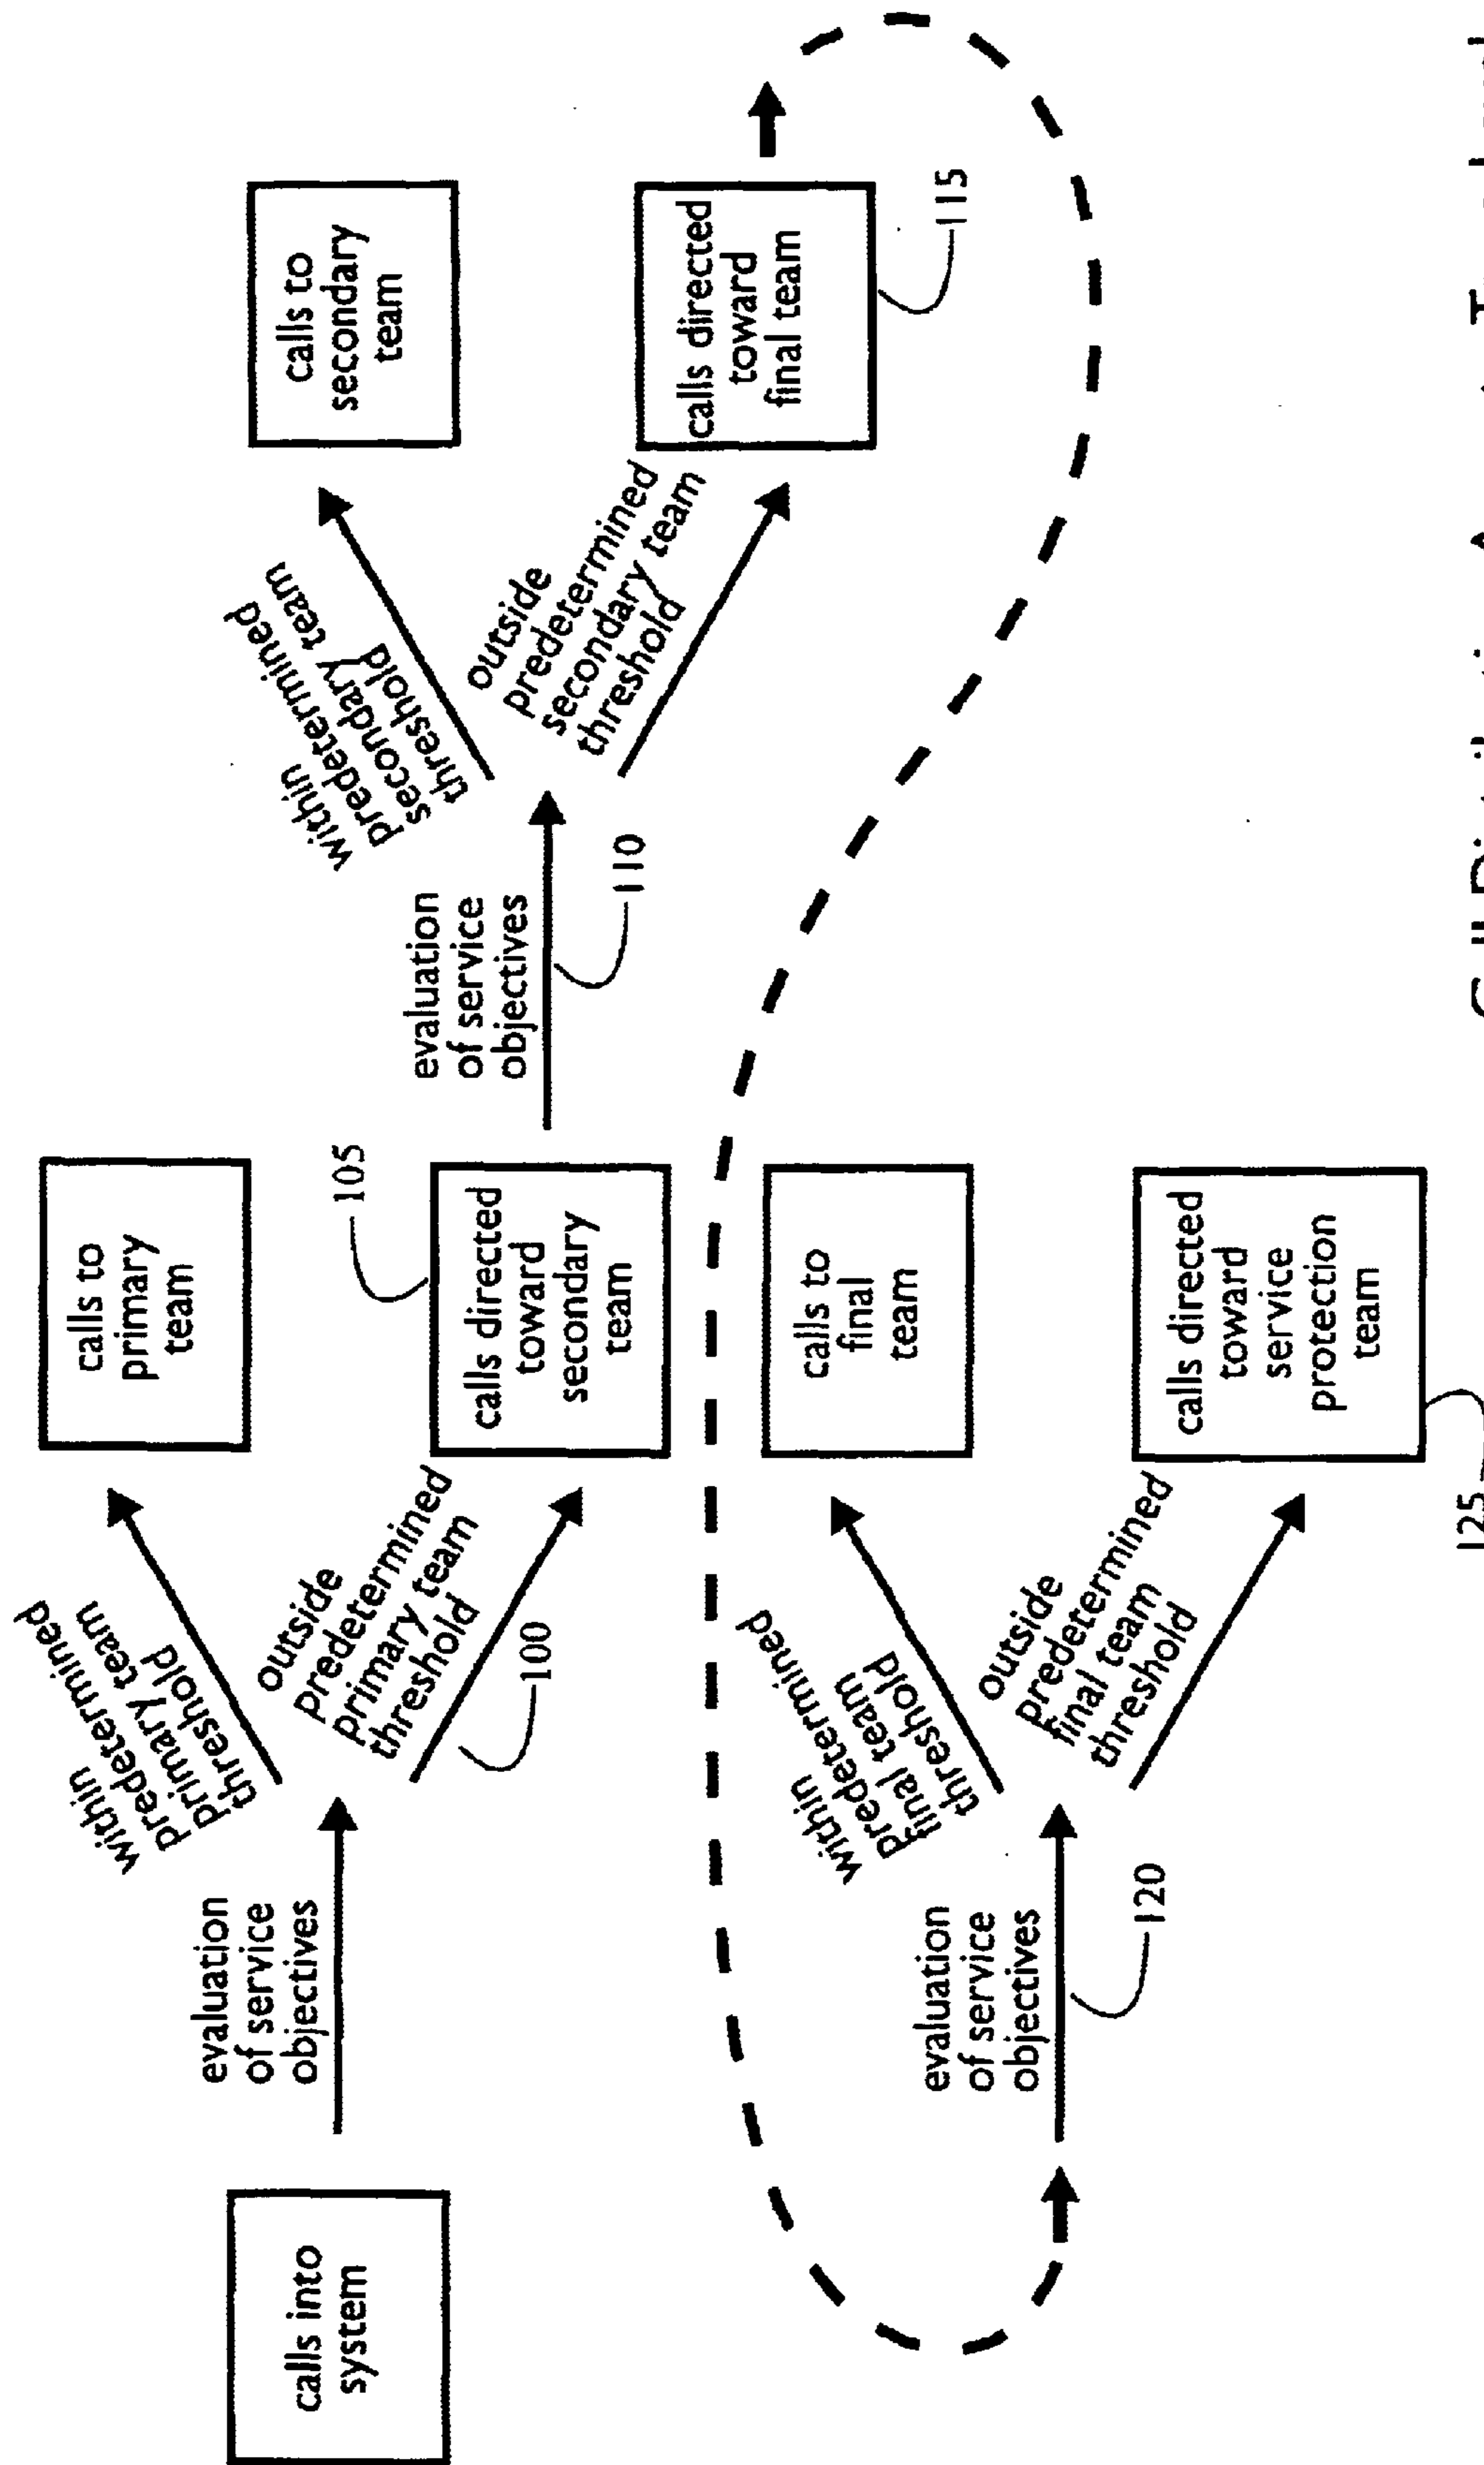 calls into
system
evaluation
of service
objectives
within
predetermined
primary team
threshold
calls to
primary
team
outside
predetermined
primary team
threshold
100
105
calls directed
toward
secondary
team
evaluation
of service
objectives
110
within
predetermined
secondary team
threshold
calls to
secondary
team
outside
predetermined
secondary team
threshold
calls directed
toward
final team
115
evaluation
of service
objectives
120
within
predetermined
final team
threshold
calls to
final
team
outside
predetermined
final team
threshold
calls directed
toward
service
protection
team
125